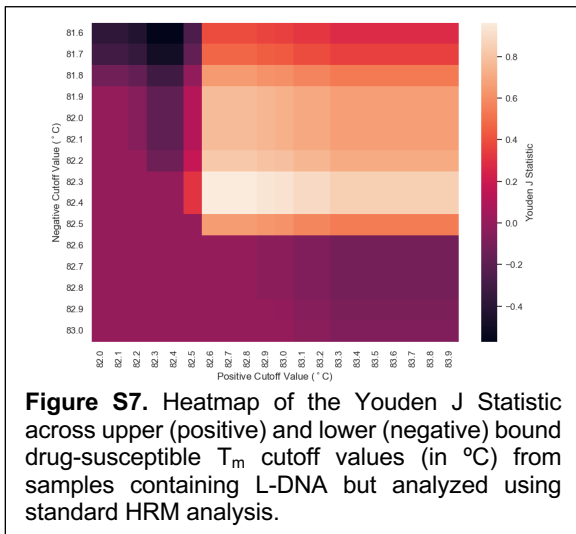 81.6
81.7
81.8
81.9
82.0
82.1
82.2
82.3
82.4
82.5
82.6
82.7
82.8
83.0
Negative Cutoff Value (˚C)
82.0 82.1 82.2 82.3 82.4 82.5 82.6 82.7 82.8 82.9 83.0 83.1 83.2 83.3 83.4 83.5 83.6 83.7 83.8 83.9
Positive Cutoff Value (˚C)
0.8
0.6
0.4
0.2
0.0
−0.2
−0.4
Youden J Statistic
Figure S7. Heatmap of the Youden J Statistic
across upper (positive) and lower (negative) bound
drug-susceptible Tm cutoff values (in ºC) from
samples containing L-DNA but analyzed using
standard HRM analysis.